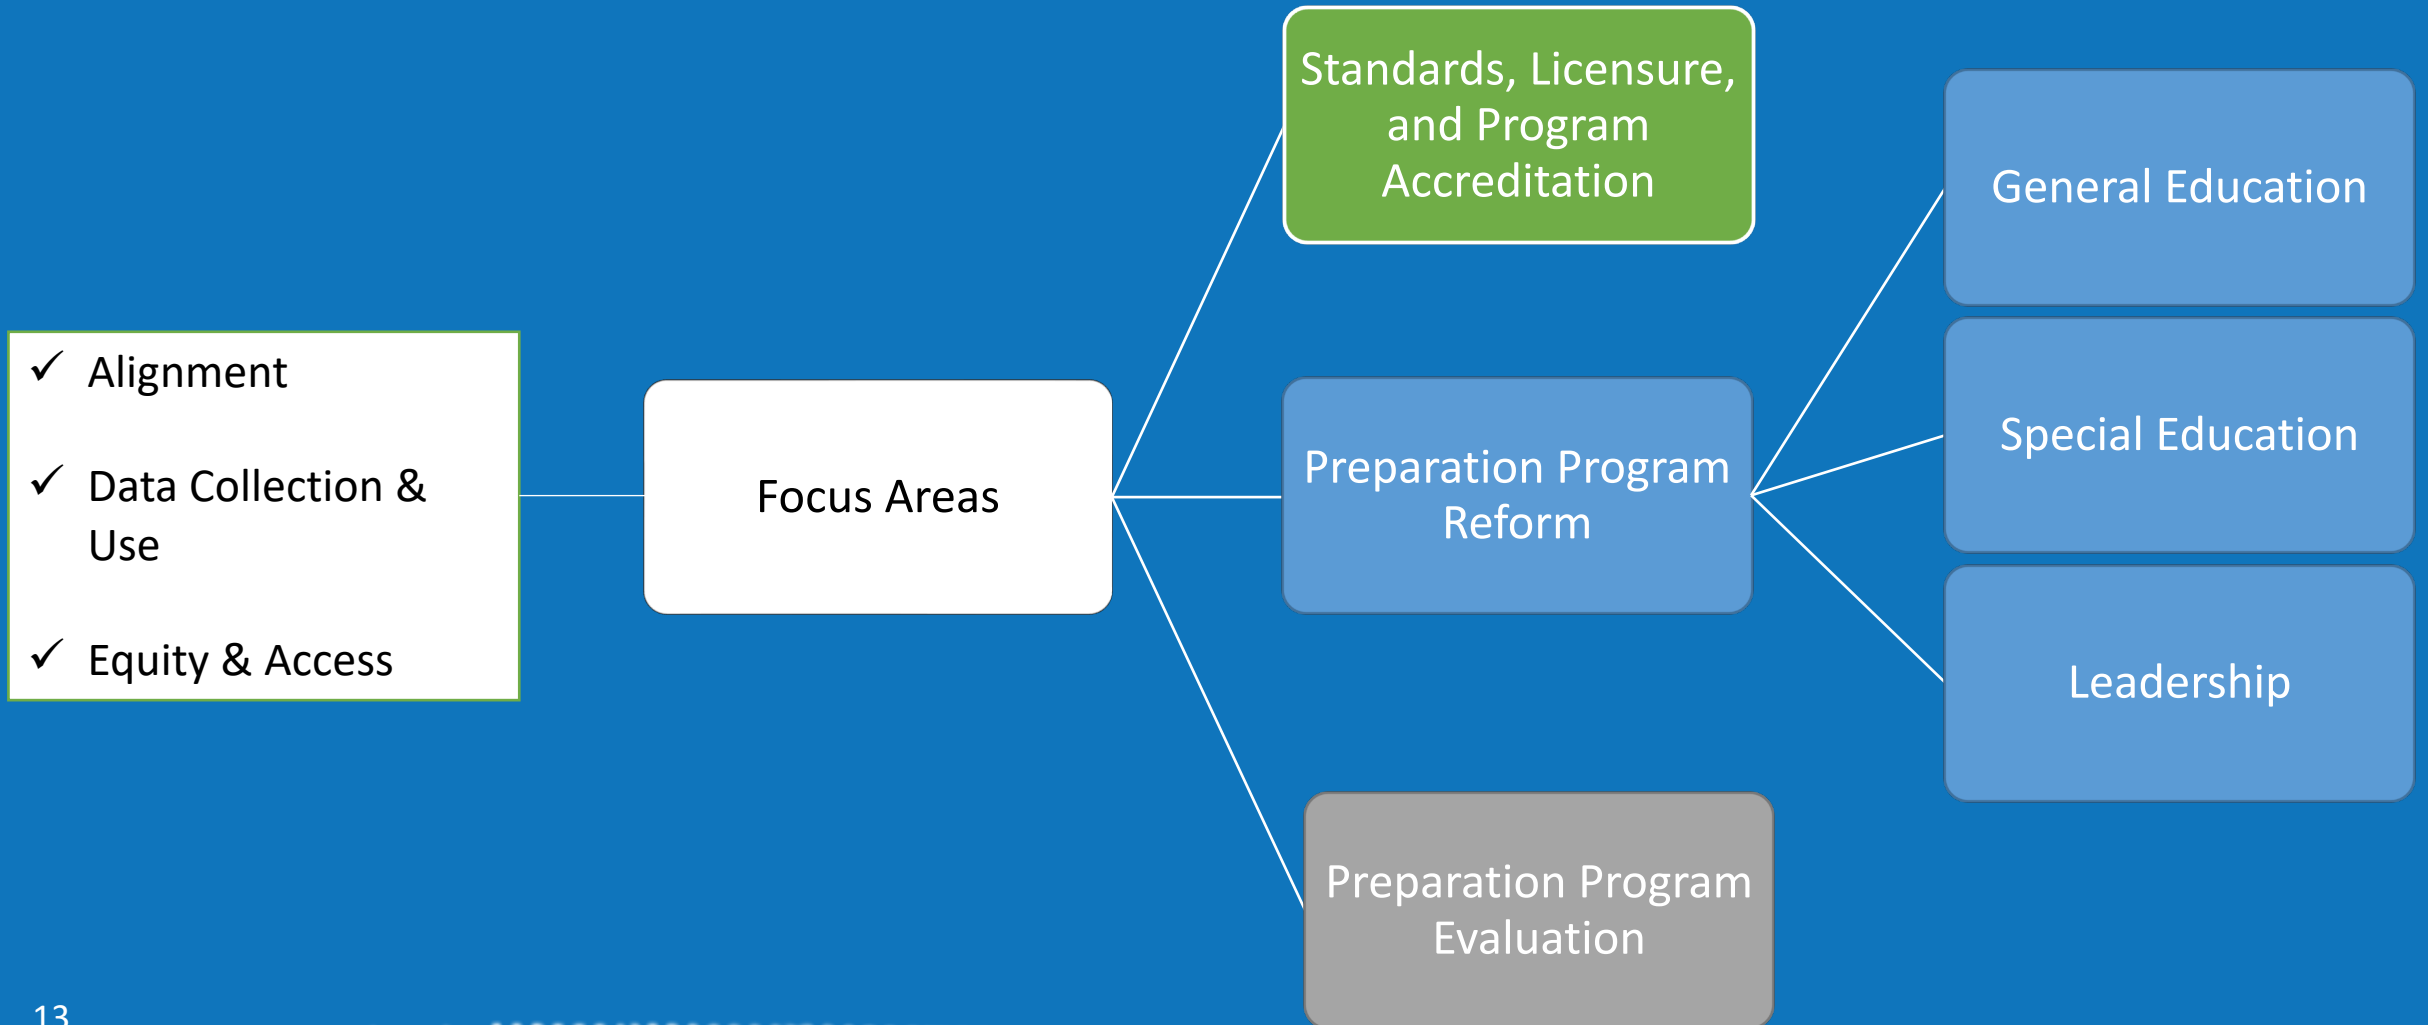 ✓ Alignment
✓ Data Collection &
Use
✓ Equity & Access
Focus Areas
Standards, Licensure,
and Program
Accreditation
Preparation Program
Reform
Preparation Program
Evaluation
General Education
Special Education
Leadership
13